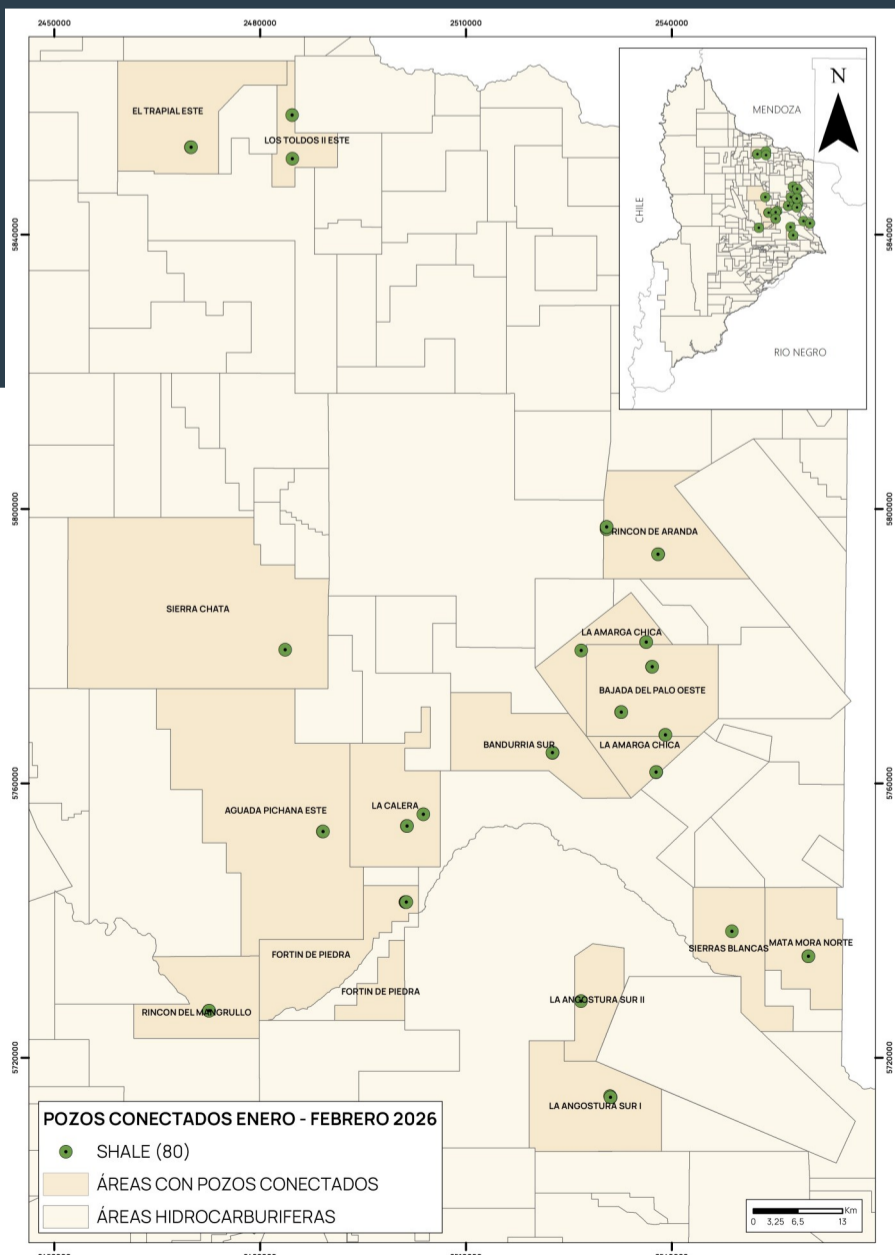 2450000
2480000
2510000
2540000
MENDOZA
N
CHILE
RIO NEGRO
EL TRAPIAL ESTE
LOS TOLDOS II ESTE
5840000
5840000
5800000
5800000
RINCON DE ARANDA
SIERRA CHATA
LA AMARGA CHICA
BAJADA DEL PALO OESTE
BANDURRIA SUR
LA AMARGA CHICA
5760000
5760000
AGUADA PICHANA ESTE
LA CALERA
SIERRAS BLANCAS
MATA MORA NORTE
FORTIN DE PIEDRA
FORTIN DE PIEDRA
LA ANGOSTURA SUR II
RINCON DEL MANGRULLO
5720000
5720000
LA ANGOSTURA SUR I
POZOS CONECTADOS ENERO - FEBRERO 2026
SHALE (80)
ÁREAS CON POZOS CONECTADOS
ÁREAS HIDROCARBURIFERAS
Km
0 3,25 6,5 13